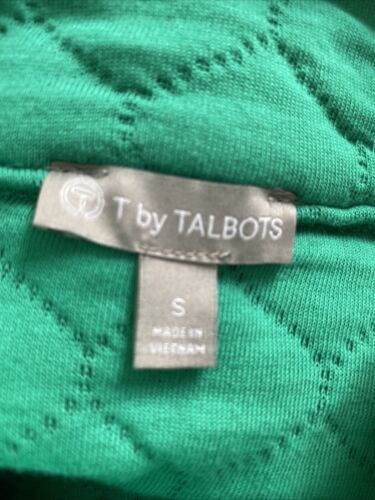 T by TALBOTS
S
MADE IN
VIETNAM